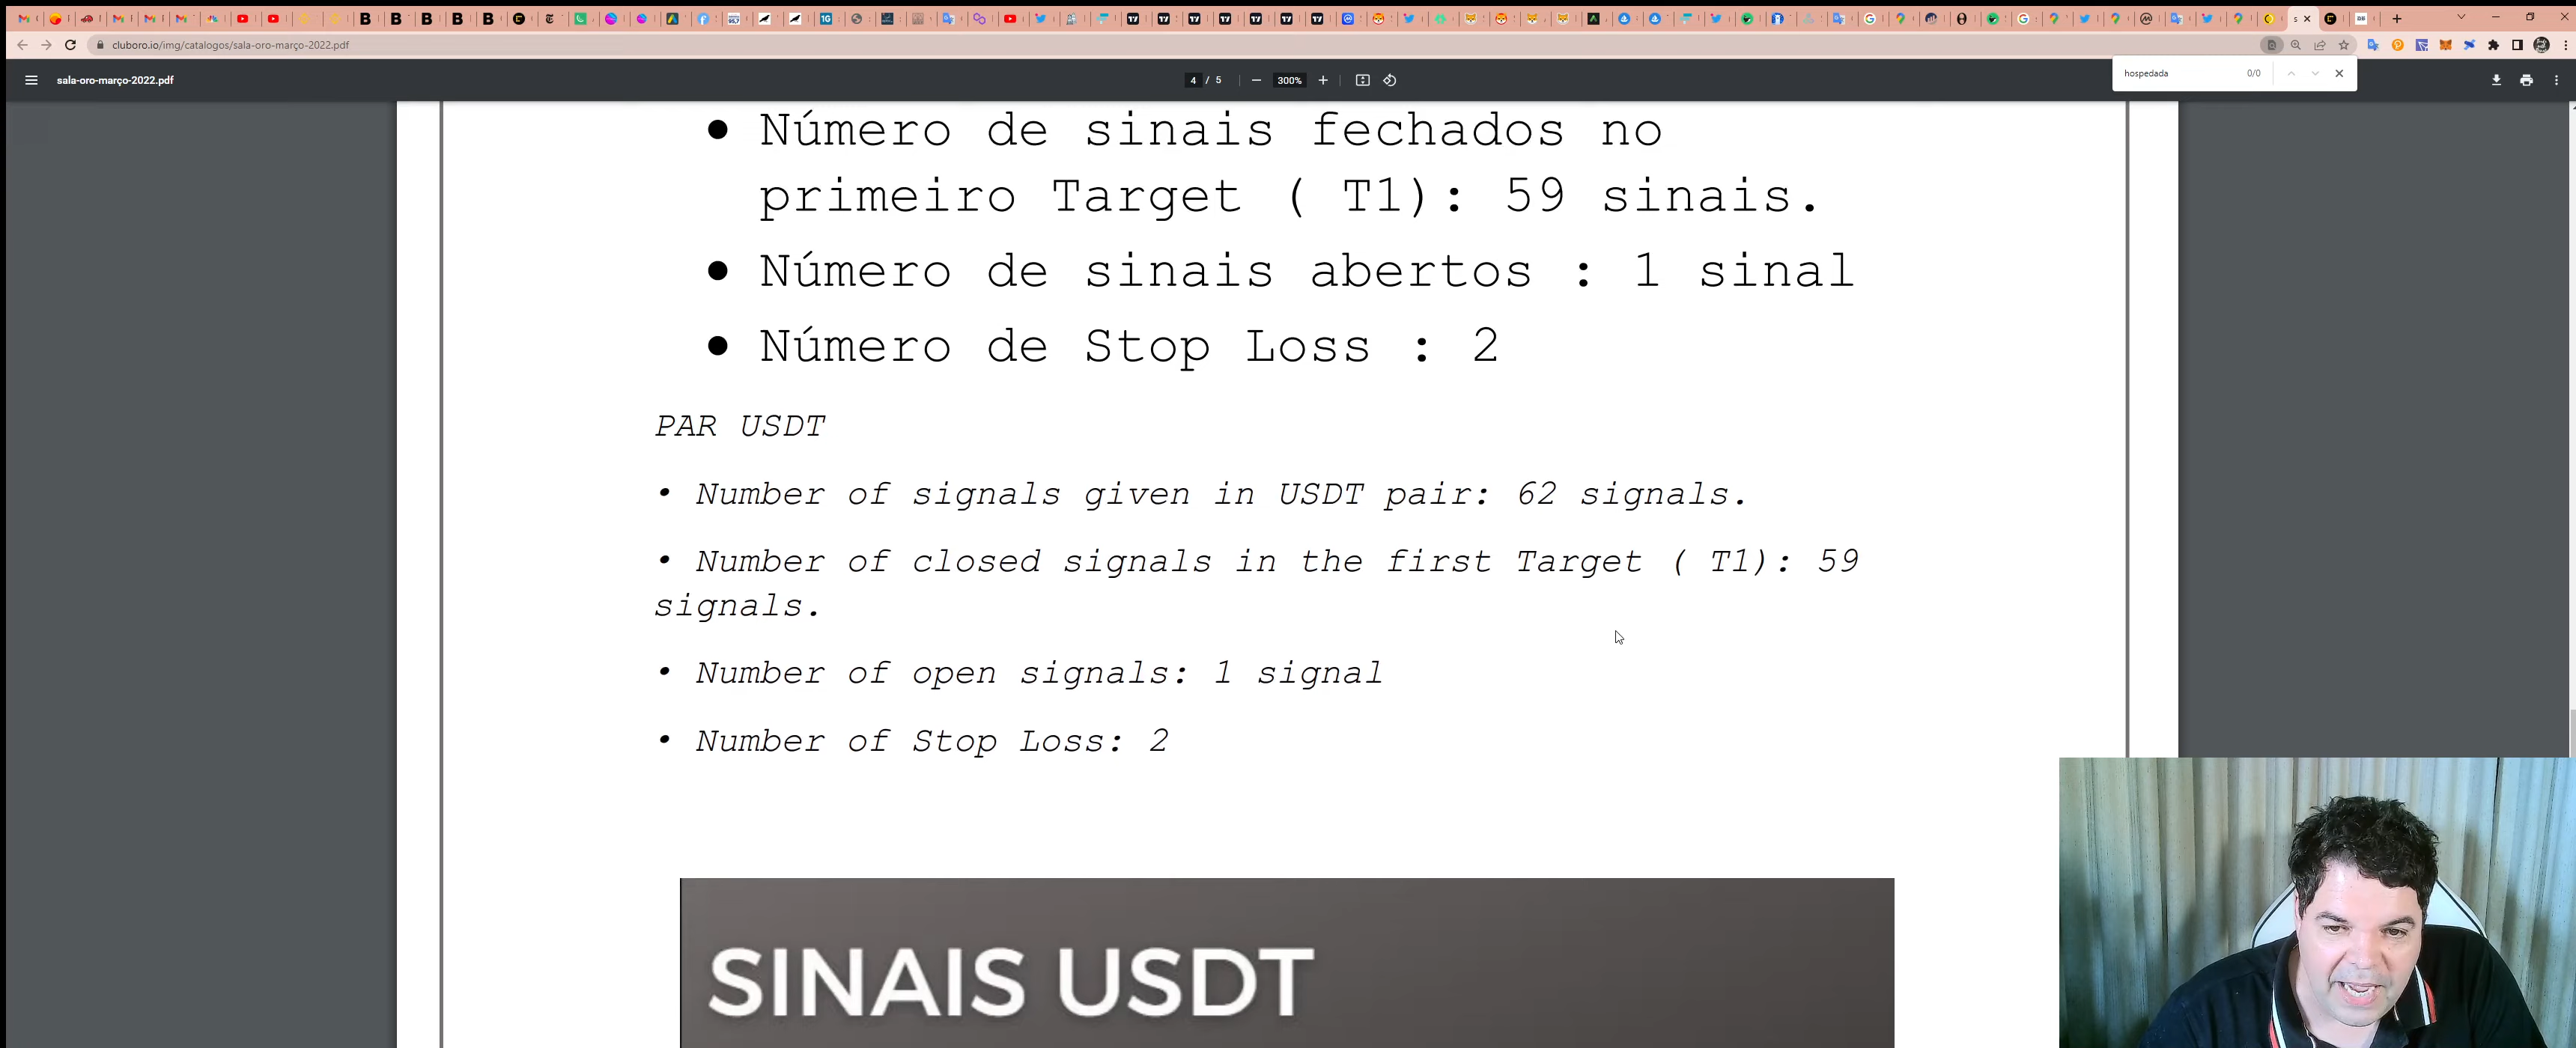 cluboro.io/img/catalogos/sala-oro-março-2022.pdf
hospedada 0/0
sala-oro-março-2022.pdf
4 / 5
300%
● Número de sinais fechados no
primeiro Target ( T1): 59 sinais.
● Número de sinais abertos : 1 sinal
● Número de Stop Loss : 2
PAR USDT
• Number of signals given in USDT pair: 62 signals.
• Number of closed signals in the first Target ( T1): 59
signals.
• Number of open signals: 1 signal
• Number of Stop Loss: 2
SINAIS USDT